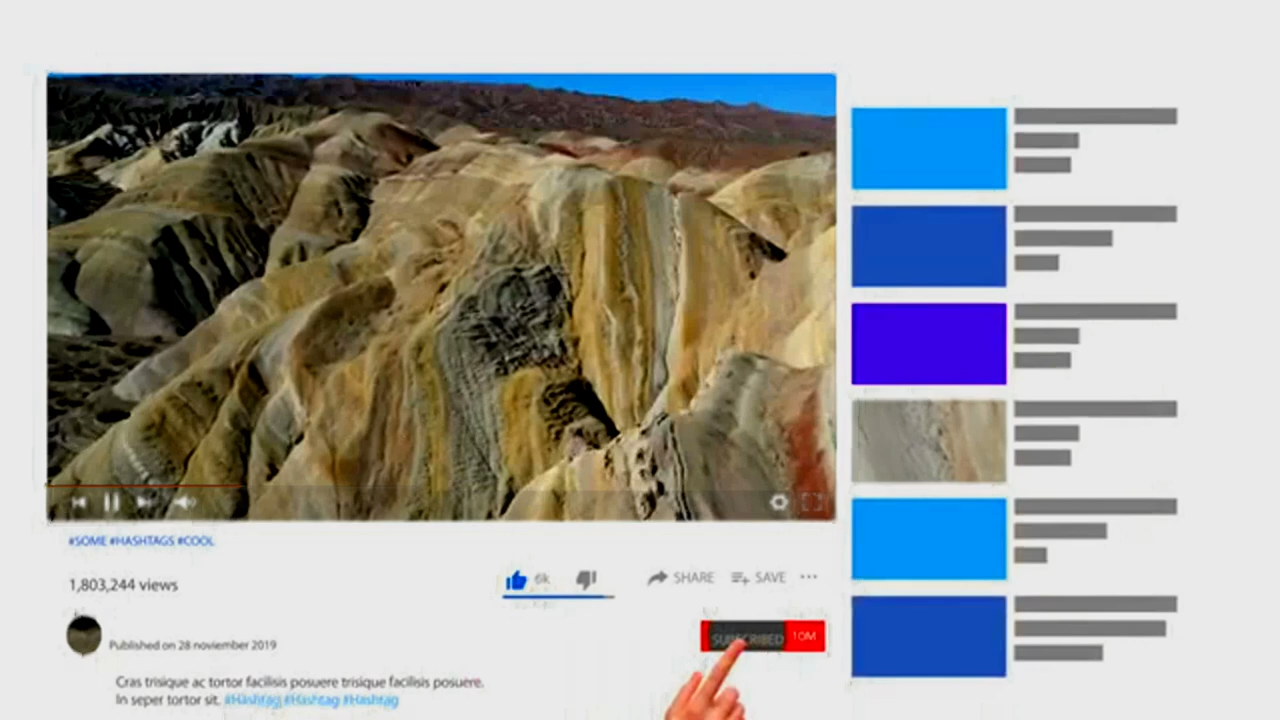 #SOME #HASHTAGS #COOL
1,803,244 views
6k
SHARE
SAVE
SUBSCRIBED 10M
Published on 28 noviember 2019
Cras trisique ac tortor facilisis posuere trisique facilisis posuere.
In seper tortor sit. #Hashtag #Hashtag #Hashtag